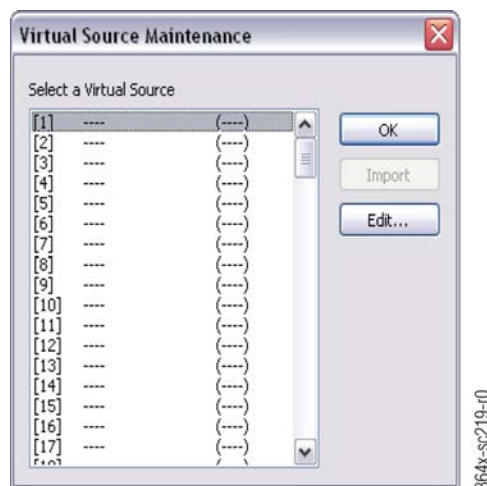 Virtual Source Maintenance
Select a Virtual Source
[1] ---- (----)
[2] ---- (----)
[3] ---- (----)
[4] ---- (----)
[5] ---- (----)
[6] ---- (----)
[7] ---- (----)
[8] ---- (----)
[9] ---- (----)
[10] ---- (----)
[11] ---- (----)
[12] ---- (----)
[13] ---- (----)
[14] ---- (----)
[15] ---- (----)
[16] ---- (----)
[17] ---- (----)
OK
Import
Edit...
364x-sc219-r0